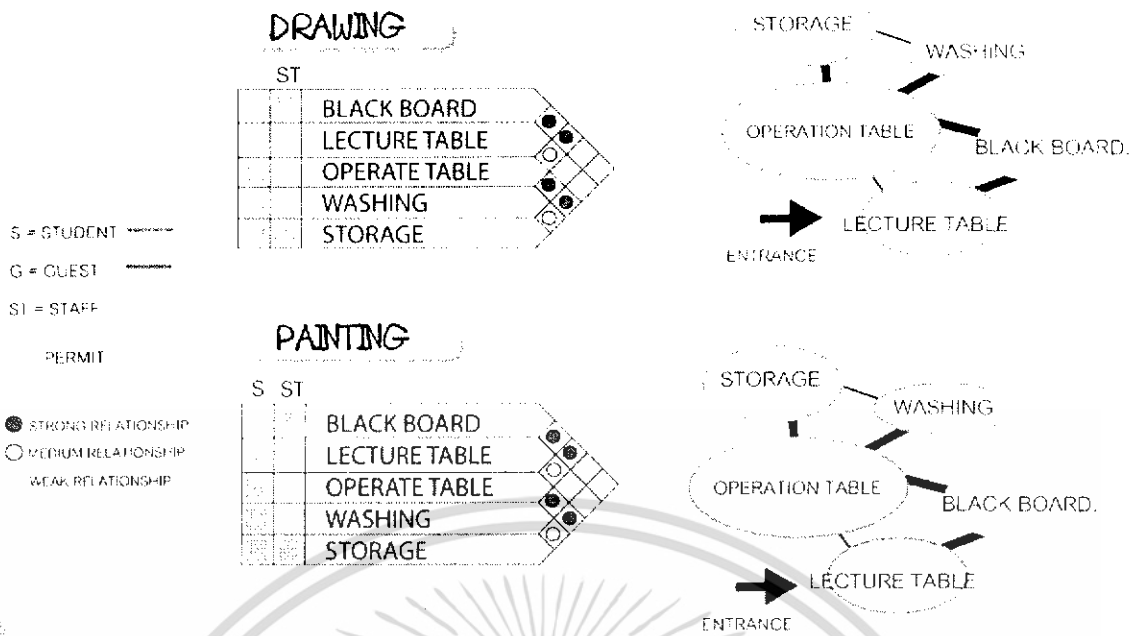 DRAWING
ST
BLACK BOARD
LECTURE TABLE
OPERATE TABLE
WASHING
STORAGE
STORAGE
WASHING
OPERATION TABLE
BLACK BOARD.
LECTURE TABLE
ENTRANCE
S = STUDENT
G = GUEST
ST = STAFF
PERMIT
STRONG RELATIONSHIP
MEDIUM RELATIONSHIP
WEAK RELATIONSHIP
PAINTING
S ST
BLACK BOARD
LECTURE TABLE
OPERATE TABLE
WASHING
STORAGE
STORAGE
WASHING
OPERATION TABLE
BLACK BOARD.
LECTURE TABLE
ENTRANCE